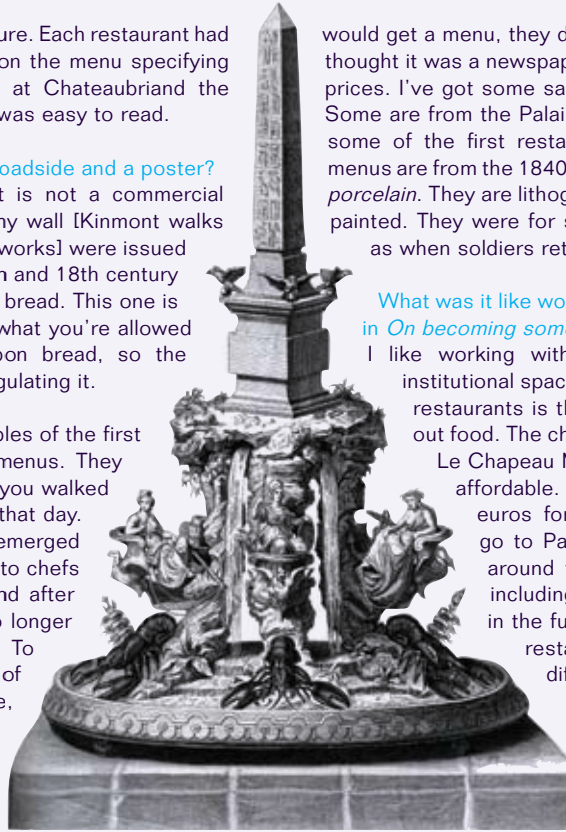 ure. Each restaurant had
on the menu specifying
at Chateaubriand the
was easy to read.
oadside and a poster?
t is not a commercial
ny wall [Kinmont walks
works] were issued
h and 18th century
bread. This one is
what you're allowed
oon bread, so the
gulating it.
ples of the first
menus. They
you walked
that day.
emerged
to chefs
nd after
o longer
To
of
e,
would get a menu, they d
thought it was a newspap
prices. I've got some sa
Some are from the Palai
some of the first resta
menus are from the 1840
porcelain. They are lithog
painted. They were for s
as when soldiers ret
What was it like wo
in On becoming some
I like working with
institutional spac
restaurants is th
out food. The ch
Le Chapeau M
affordable.
euros for
go to Pa
around
including
in the fu
resta
dif